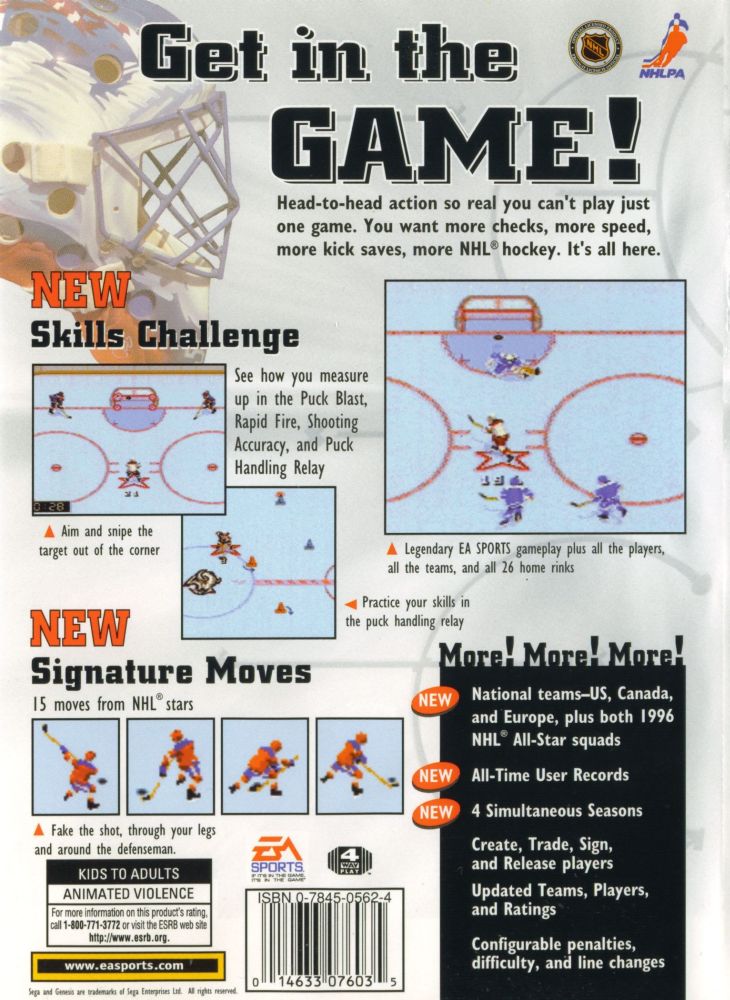 Get in the
GAME!
NHL
NHLPA
Head-to-head action so real you can't play just
one game. You want more checks, more speed,
more kick saves, more NHL® hockey. It's all here.
NEW
Skills Challenge
See how you measure
up in the Puck Blast,
Rapid Fire, Shooting
Accuracy, and Puck
Handling Relay
0:28
21
▲ Aim and snipe the
target out of the corner
9
◄ Practice your skills in
the puck handling relay
19
▲ Legendary EA SPORTS gameplay plus all the players,
all the teams, and all 26 home rinks
NEW
Signature Moves
15 moves from NHL® stars
▲ Fake the shot, through your legs
and around the defenseman.
More! More! More!
NEW National teams–US, Canada,
and Europe, plus both 1996
NHL® All-Star squads
NEW All-Time User Records
NEW 4 Simultaneous Seasons
Create, Trade, Sign,
and Release players
Updated Teams, Players,
and Ratings
Configurable penalties,
difficulty, and line changes
KIDS TO ADULTS
ANIMATED VIOLENCE
For more information on this product's rating,
call 1-800-771-3772 or visit the ESRB web site
http://www.esrb.org.
www.easports.com
EA
SPORTS
IF IT'S IN THE GAME,
IT'S IN THE GAME®
4
WAY
PLAY
ISBN 0-7845-0562-4
0 14633 07603 5
Sega and Genesis are trademarks of Sega Enterprises Ltd. All rights reserved.